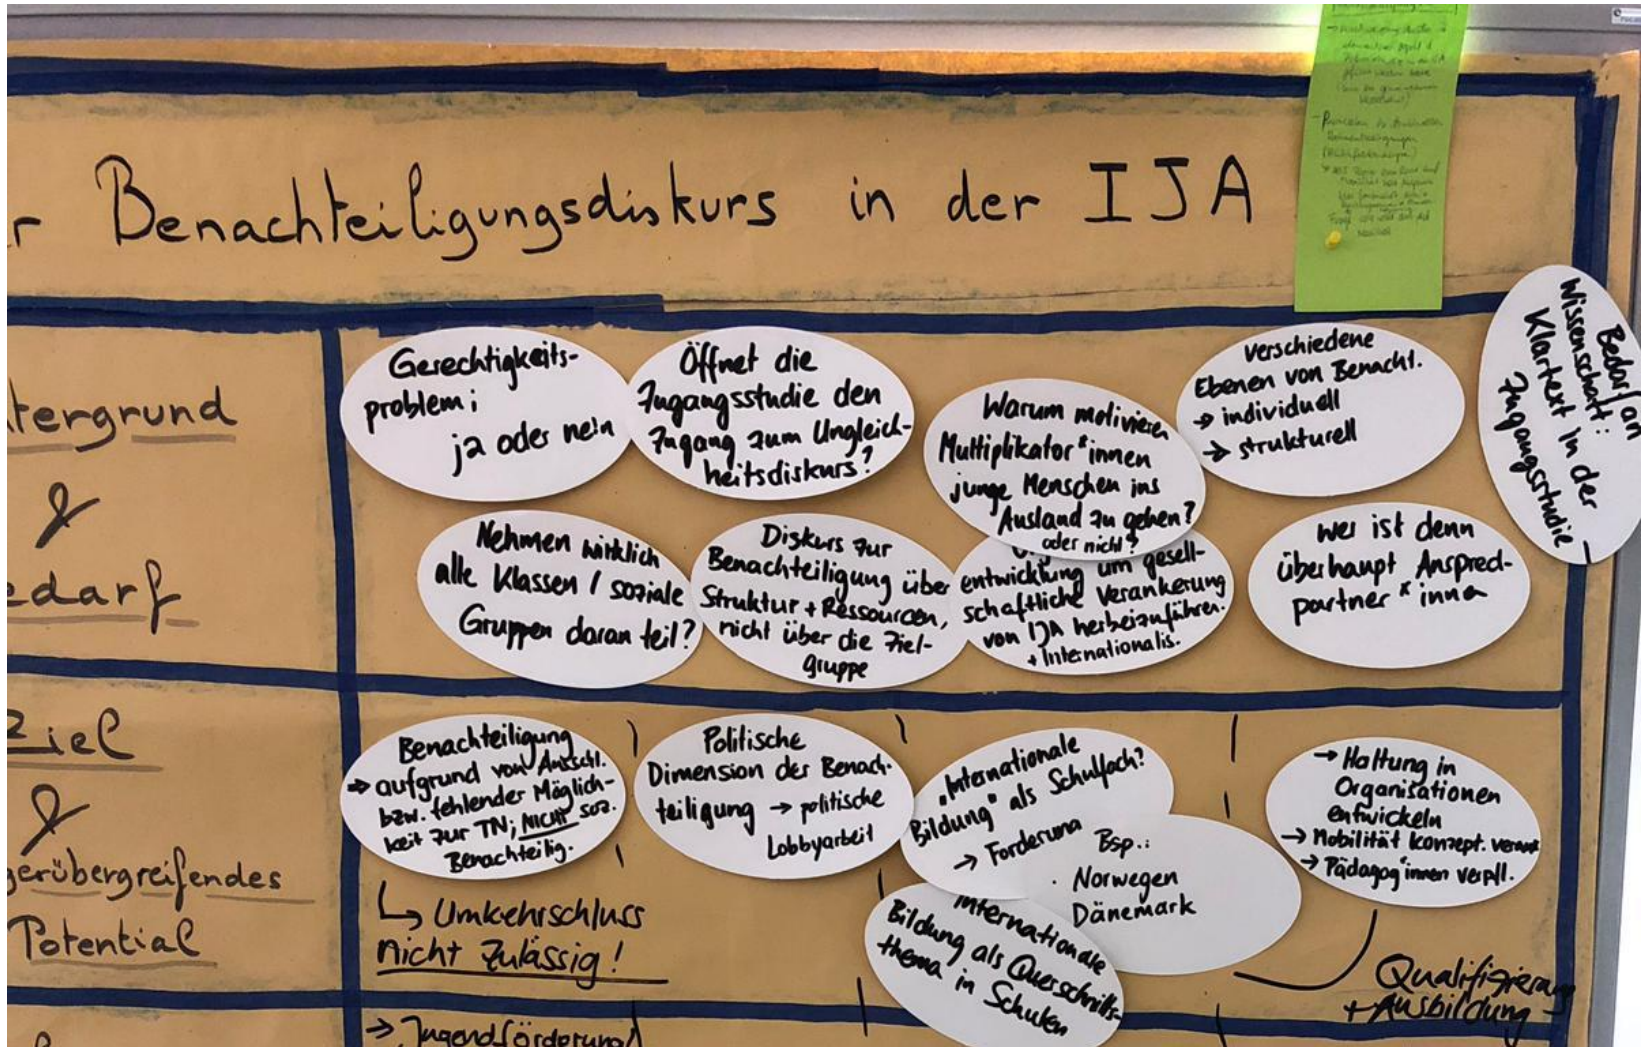 r Benachteiligungsdiskurs in der IJA
tergrund
&
edarf
Gerechtigkeits-
problem;
ja oder nein
Öffnet die
Zugangsstudie den
Zugang zum Ungleich-
heitsdiskurs?
Warum motivieren
Multiplikator*innen
junge Menschen ins
Ausland zu gehen?
oder nicht?
verschiedene
Ebenen von Benacht.
→ individuell
→ strukturell
Bedarf an
Wissenschaft:
Klartext in der
Zugangsstudie
Nehmen wirklich
alle Klassen / soziale
Gruppen daran teil?
Diskurs zur
Benachteiligung über
Struktur + Ressourcen,
nicht über die Ziel-
gruppe
entwicklung um gesell-
schaftliche Verankerung
von IJA herbeizuführen.
+ Internationalis.
Wer ist denn
überhaupt Anspred-
partner*innen
Ziel
&
gerübergreifendes
Potential
Benachteiligung
→ aufgrund von Ausschl.
bzw. fehlender Möglich-
keit zur TN; NICHT soz.
Benachteilig.
↳ Umkehrschluss
nicht zulässig!
Politische
Dimension der Benach-
teiligung → politische
Lobbyarbeit
"Internationale
Bildung" als Schulfach?
→ Forderung
Bsp.:
· Norwegen
Dänemark
Internationale
Bildung als Querschnitts-
thema in Schulen
→ Haltung in
Organisationen
entwickeln
→ Mobilität konzept. verank
→ Pädagog*innen verpfl.
Qualifizierung
+ Ausbildung
→ Jugendförderung